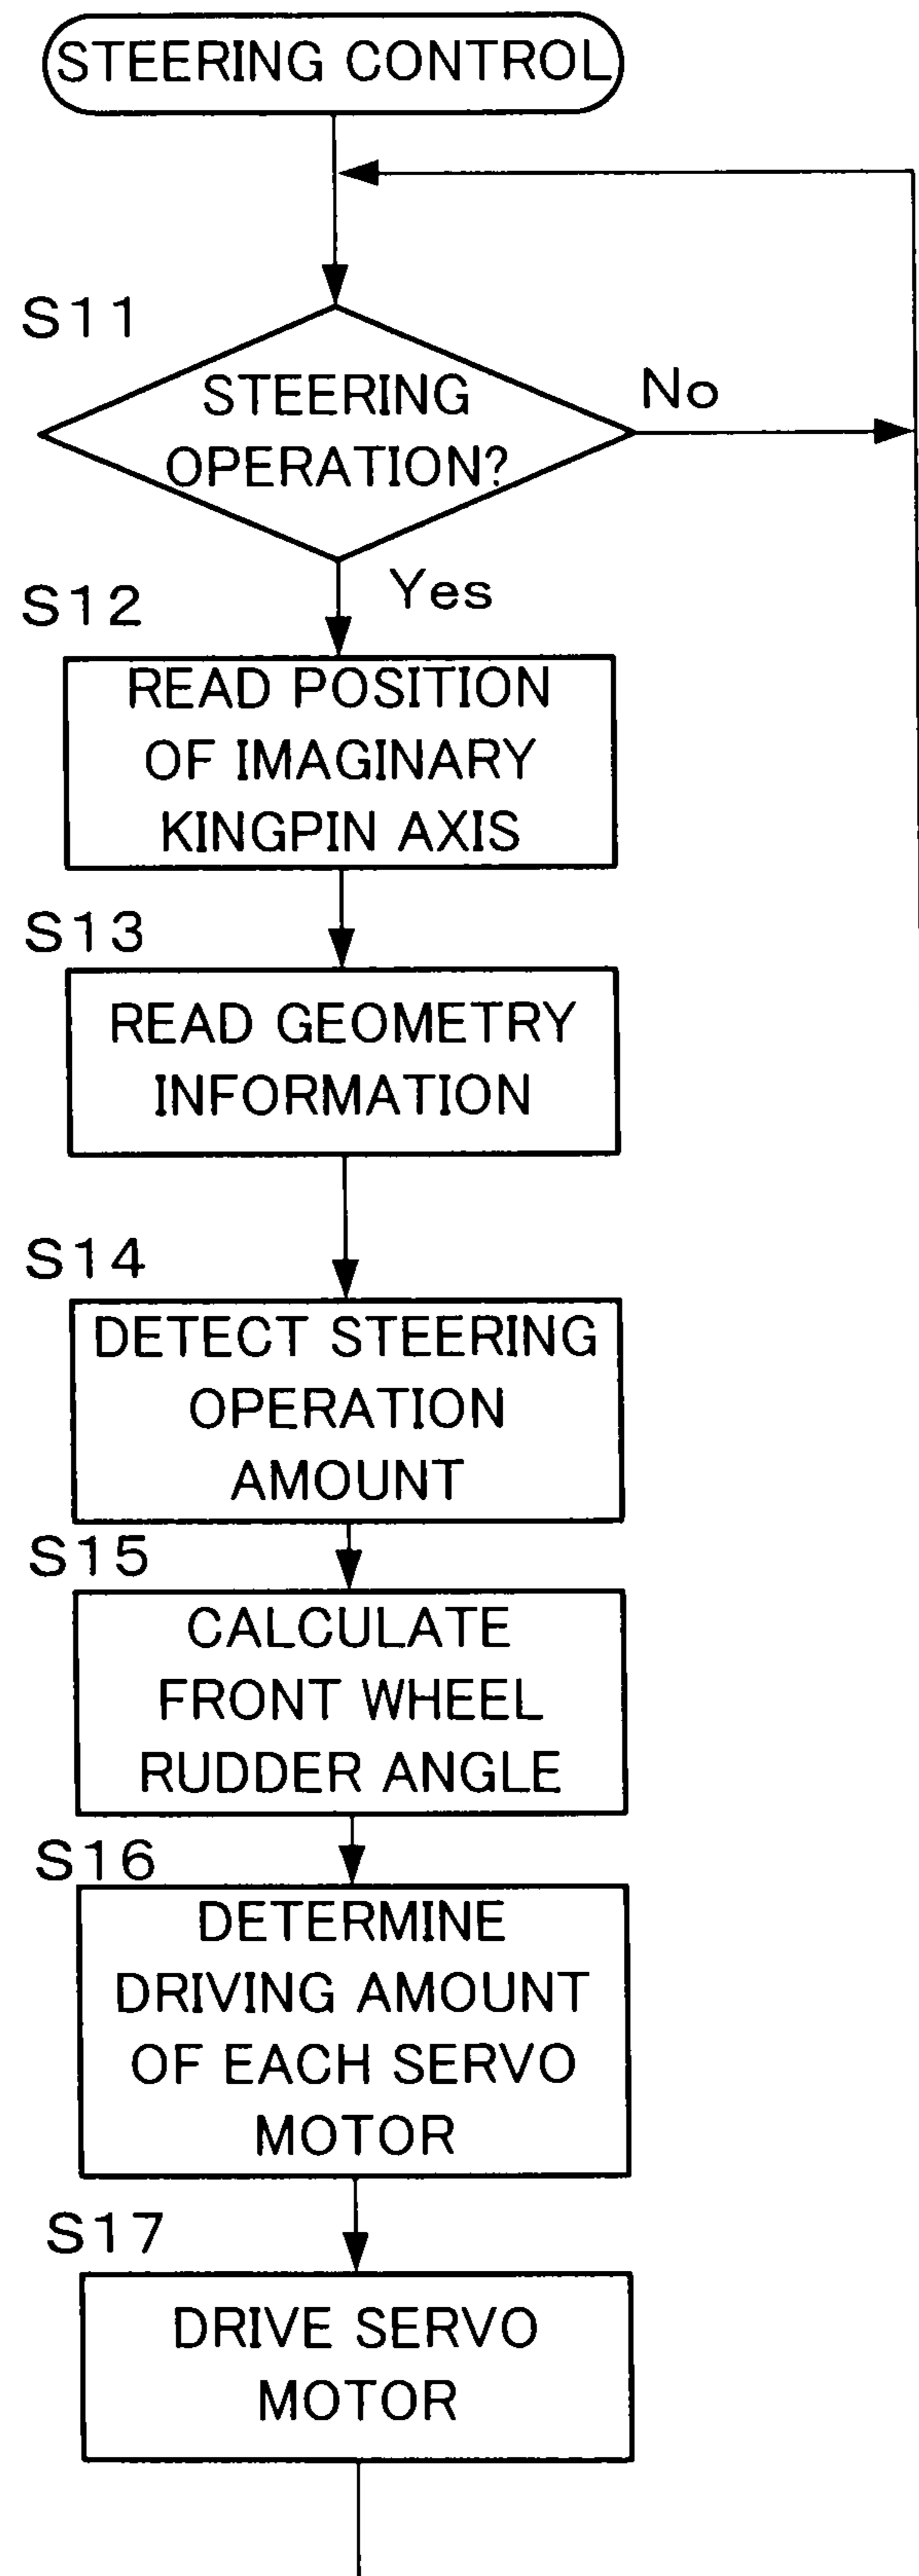 STEERING CONTROL
S11
STEERING
OPERATION?
No
Yes
S12
READ POSITION
OF IMAGINARY
KINGPIN AXIS
S13
READ GEOMETRY
INFORMATION
S14
DETECT STEERING
OPERATION
AMOUNT
S15
CALCULATE
FRONT WHEEL
RUDDER ANGLE
S16
DETERMINE
DRIVING AMOUNT
OF EACH SERVO
MOTOR
S17
DRIVE SERVO
MOTOR